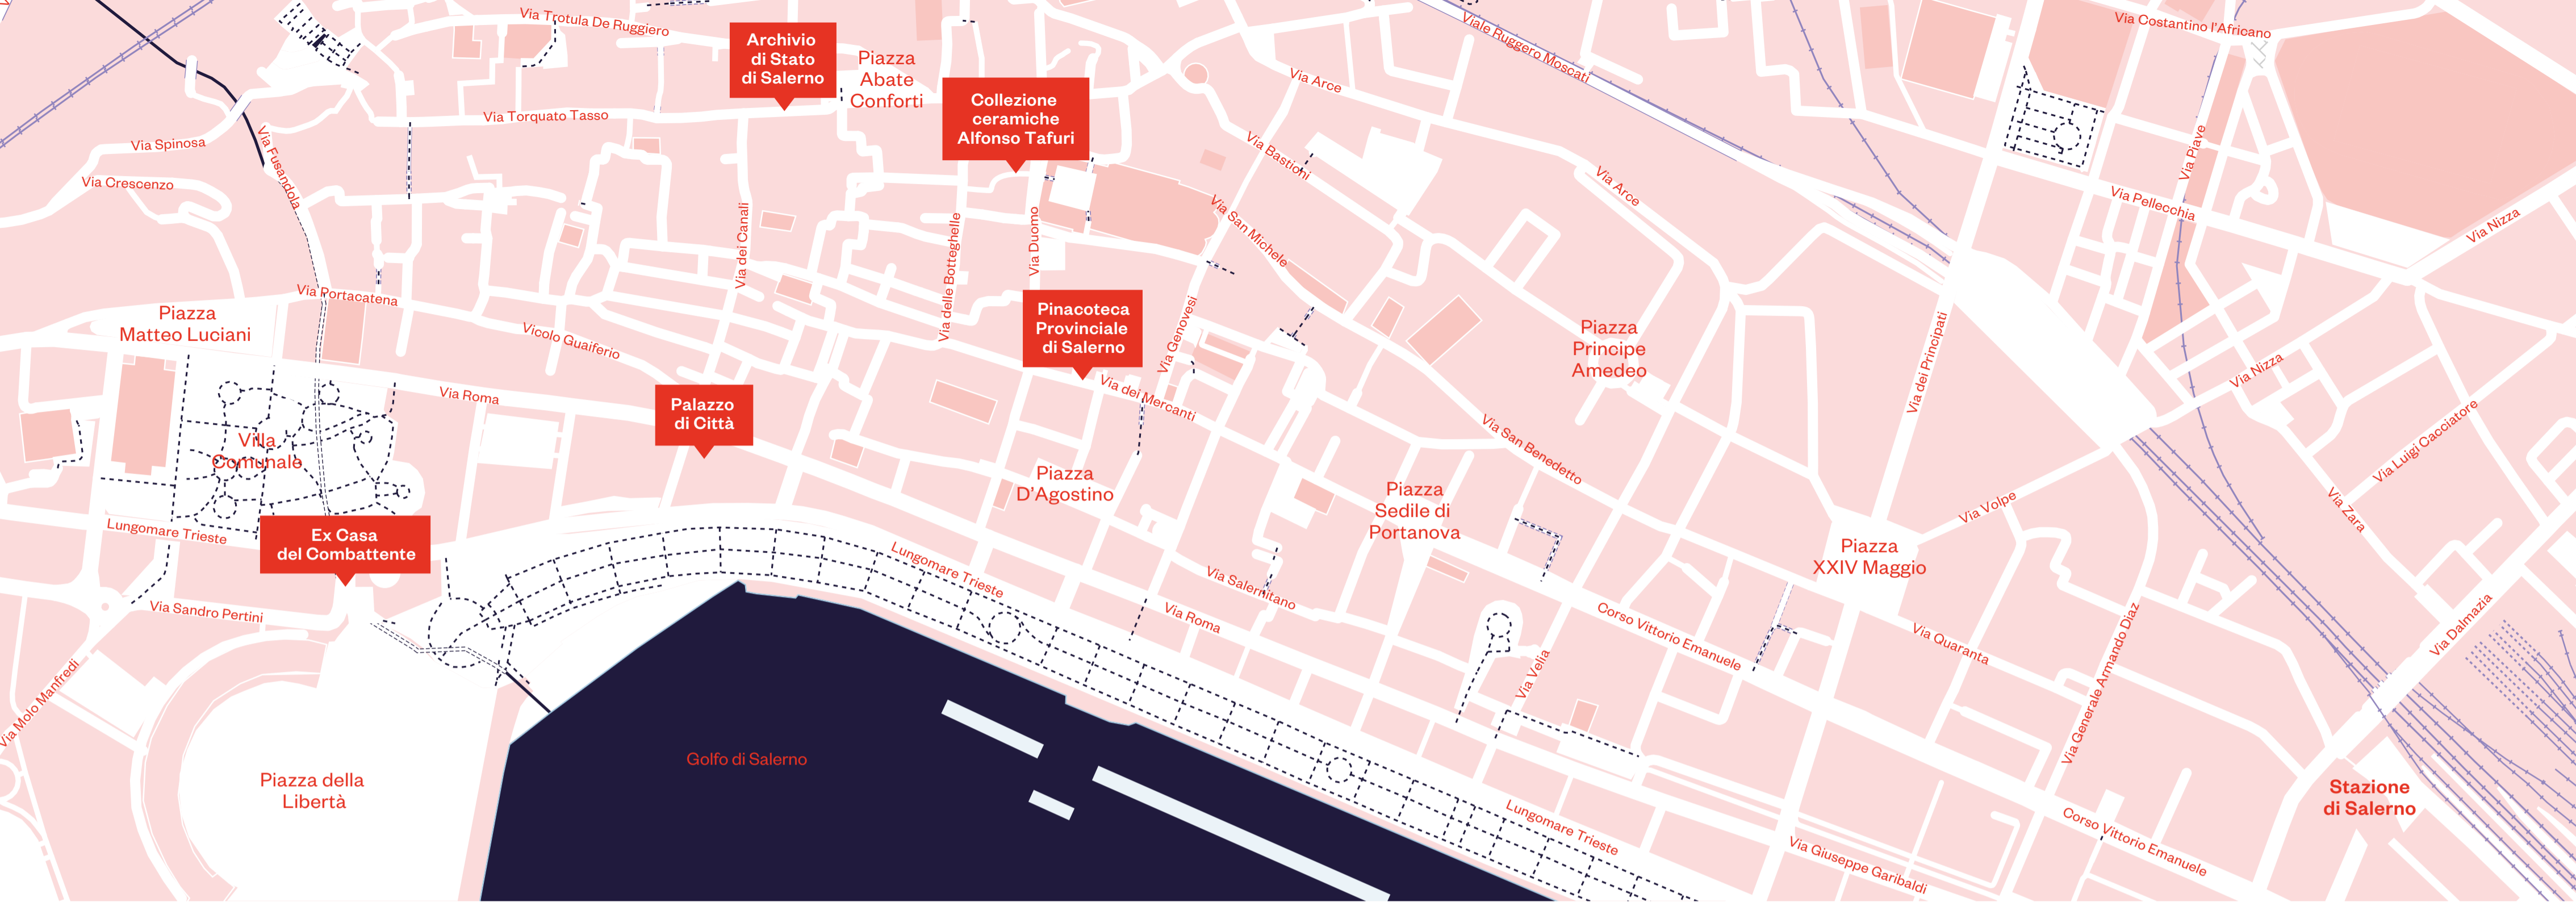 Via Trotula De Ruggiero
Archivio
di Stato
di Salerno
Piazza
Abate
Conforti
Viale Ruggero Moscati
Via Costantino l'Africano
Via Arce
Via Torquato Tasso
Collezione
ceramiche
Alfonso Tafuri
Via Spinosa
Via Fusandola
Via Crescenzo
Via Bastioni
Via Arce
Via Piave
Via Pellecchia
Via Nizza
Via dei Canali
Via delle Botteghelle
Via Duomo
Via San Michele
Via Portacatena
Piazza
Matteo Luciani
Vicolo Guaiferio
Pinacoteca
Provinciale
di Salerno
Via Genovesi
Via dei Mercanti
Piazza
Principe
Amedeo
Via dei Principati
Via Nizza
Via Roma
Palazzo
di Città
Villa
Comunale
Via San Benedetto
Via Luigi Cacciatore
Piazza
D'Agostino
Piazza
Sedile di
Portanova
Via Volpe
Via Zara
Lungomare Trieste
Ex Casa
del Combattente
Lungomare Trieste
Via Salernitano
Piazza
XXIV Maggio
Via Sandro Pertini
Via Roma
Corso Vittorio Emanuele
Via Quaranta
Via Dalmazia
Via Molo Manfredi
Via Velia
Via Generale Armando Diaz
Golfo di Salerno
Piazza della
Libertà
Stazione
di Salerno
Lungomare Trieste
Via Giuseppe Garibaldi
Corso Vittorio Emanuele